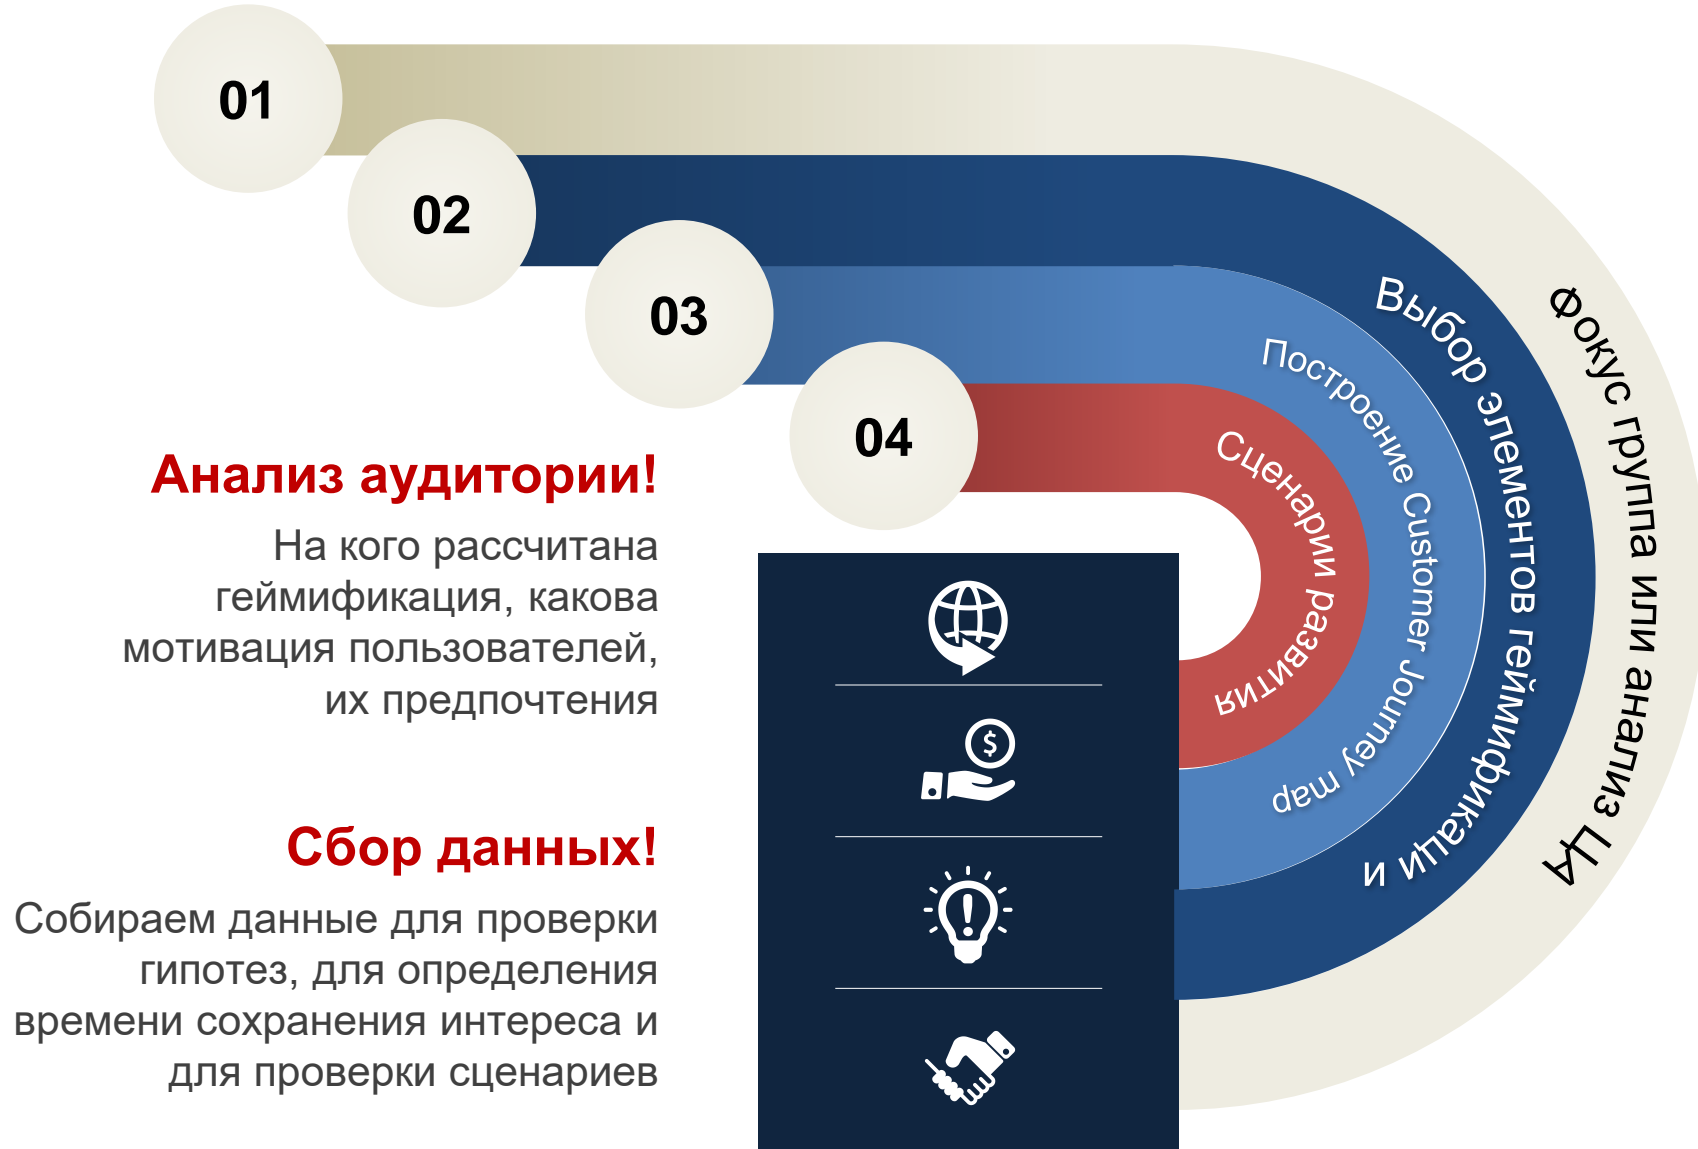 01
02
03
04
Фокус группа или анализ ЦА
Выбор элементов геймификаци и
Построение Customer Journey map
Сценарии развития
Анализ аудитории!
На кого рассчитана
геймификация, какова
мотивация пользователей,
их предпочтения
Сбор данных!
Собираем данные для проверки
гипотез, для определения
времени сохранения интереса и
для проверки сценариев
$